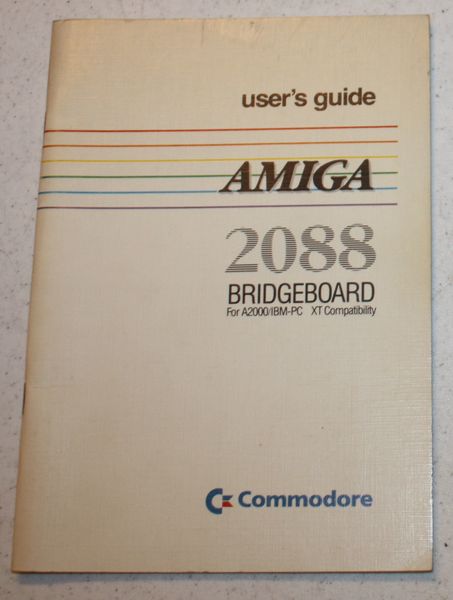 user's guide
AMIGA
2088
BRIDGEBOARD
For A2000/IBM-PC XT Compatibility
Commodore